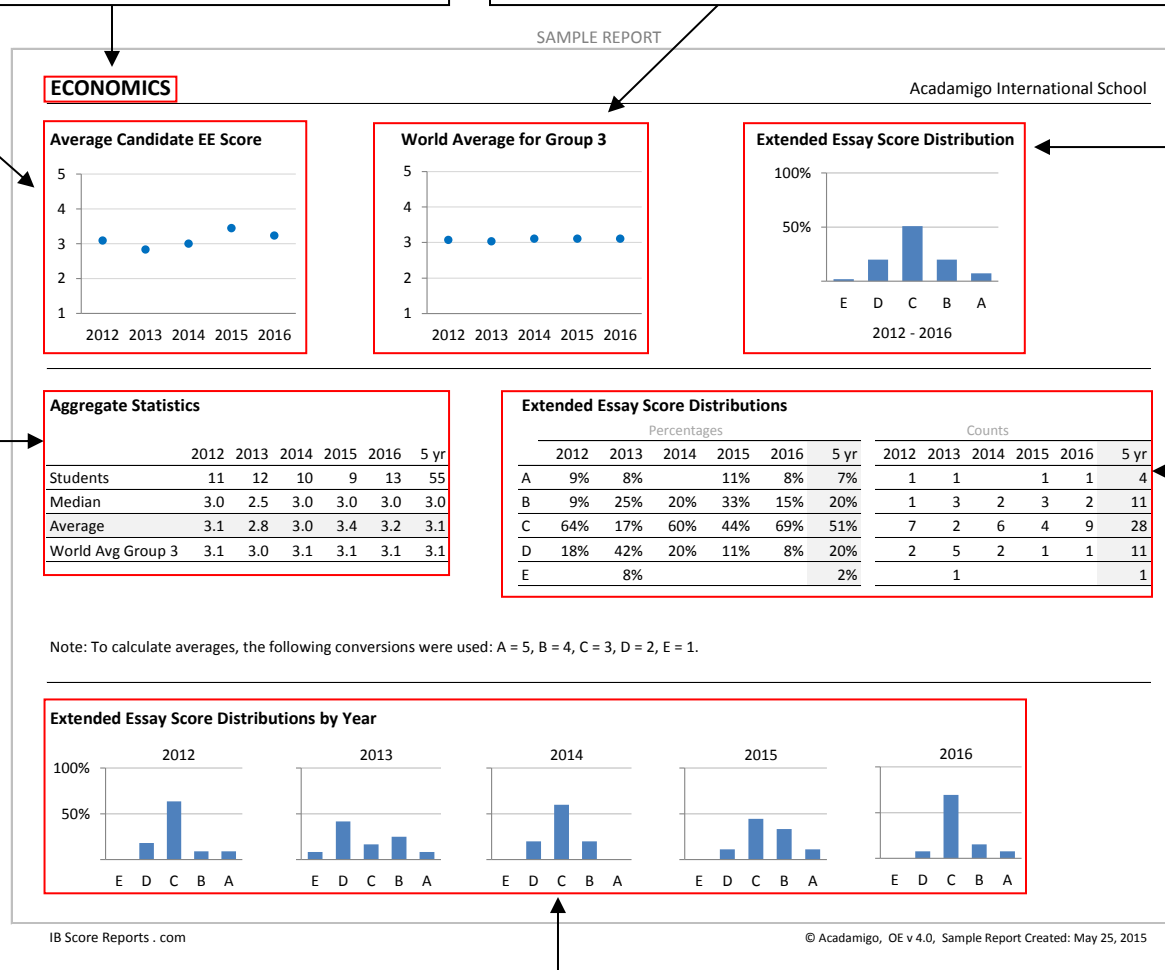 SAMPLE REPORT
ECONOMICS
Acadamigo International School
Average Candidate EE Score
5
4
3
2
1
2012 2013 2014 2015 2016
World Average for Group 3
5
4
3
2
1
2012 2013 2014 2015 2016
Extended Essay Score Distribution
100%
50%
E D C B A
2012 - 2016
Aggregate Statistics
2012 2013 2014 2015 2016 5 yr
Students 11 12 10 9 13 55
Median 3.0 2.5 3.0 3.0 3.0 3.0
Average 3.1 2.8 3.0 3.4 3.2 3.1
World Avg Group 3 3.1 3.0 3.1 3.1 3.1 3.1
Extended Essay Score Distributions
Percentages Counts
2012 2013 2014 2015 2016 5 yr 2012 2013 2014 2015 2016 5 yr
A 9% 8% 11% 8% 7% 1 1 1 1 4
B 9% 25% 20% 33% 15% 20% 1 3 2 3 2 11
C 64% 17% 60% 44% 69% 51% 7 2 6 4 9 28
D 18% 42% 20% 11% 8% 20% 2 5 2 1 1 11
E 8% 2% 1 1
Note: To calculate averages, the following conversions were used: A = 5, B = 4, C = 3, D = 2, E = 1.
Extended Essay Score Distributions by Year
2012 2013 2014 2015 2016
100%
50%
E D C B A E D C B A E D C B A E D C B A E D C B A
IB Score Reports . com
© Acadamigo, OE v 4.0, Sample Report Created: May 25, 2015